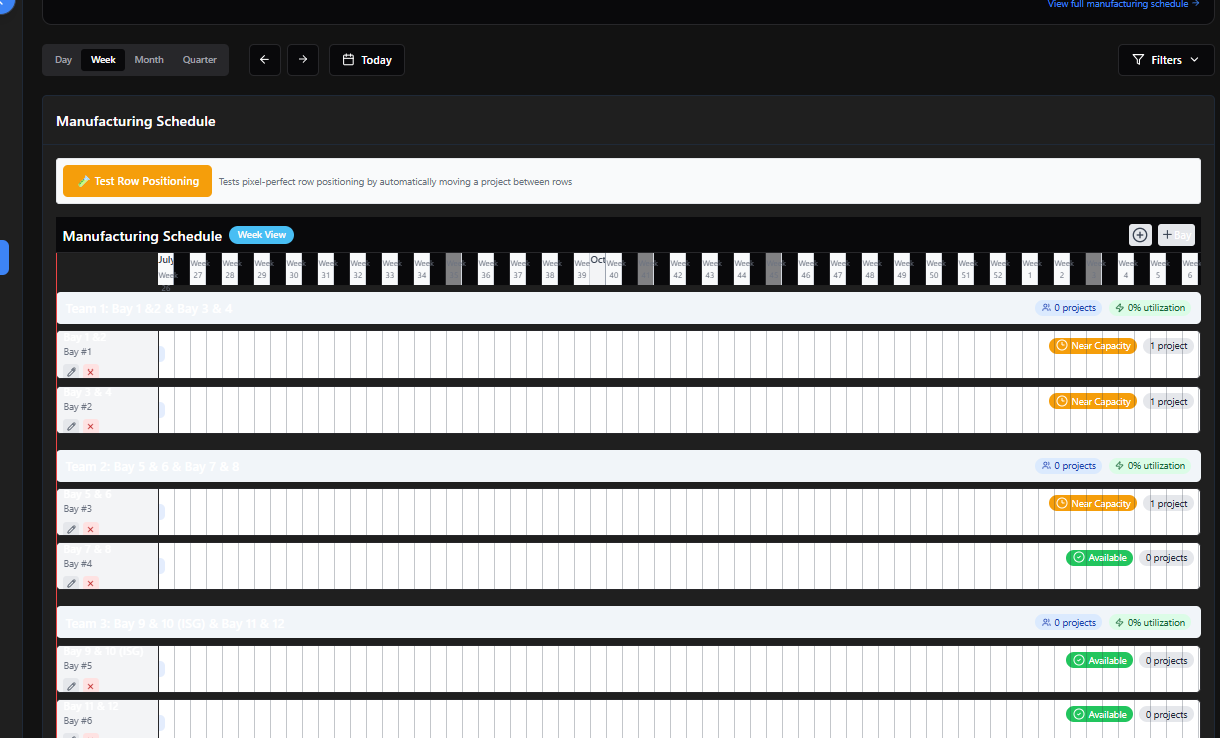 View full manufacturing schedule →
Day Week Month Quarter ← → Today Filters
Manufacturing Schedule
Test Row Positioning Tests pixel-perfect row positioning by automatically moving a project between rows
Manufacturing Schedule Week View + Bay
July Oct
Week Week Week Week Week Week Week Week Week Week Week Week Week Week Week Week Week Week Week Week Week Week Week Week Week Week Week Week Week
26 27 28 29 30 31 32 33 34 35 36 37 38 39 40 41 42 43 44 45 46 47 48 49 50 51 52 1 2 3 4 5 6
Team 1: Bay 1 &2 & Bay 3 & 4 0 projects 0% utilization
Bay 1 &2
Bay #1 Near Capacity 1 project
Bay 3 & 4
Bay #2 Near Capacity 1 project
Team 2: Bay 5 & 6 & Bay 7 & 8 0 projects 0% utilization
Bay 5 & 6
Bay #3 Near Capacity 1 project
Bay 7 & 8
Bay #4 Available 0 projects
Team 3: Bay 9 & 10 (ISG) & Bay 11 & 12 0 projects 0% utilization
Bay 9 & 10 (ISG)
Bay #5 Available 0 projects
Bay 11 & 12
Bay #6 Available 0 projects